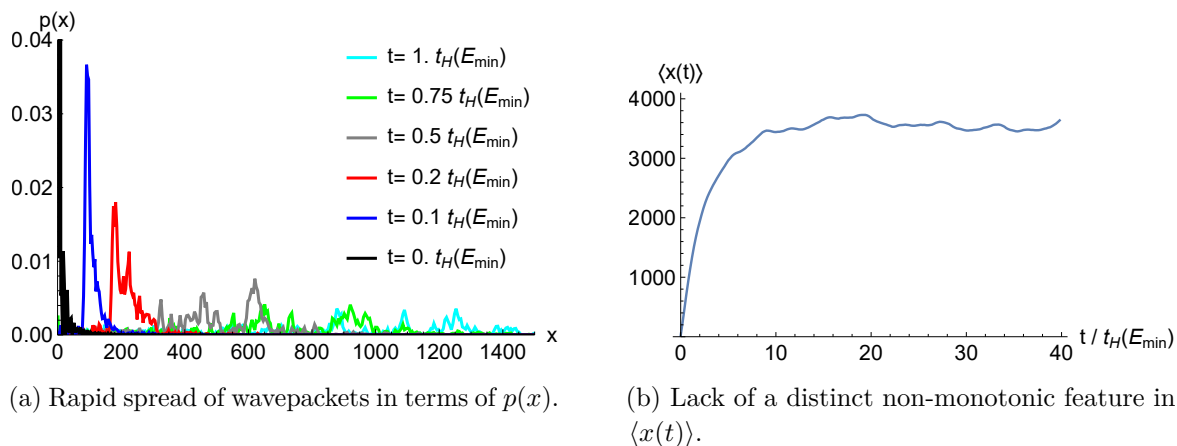 p(x)
0.04
0.03
0.02
0.01
0.00
0
200
400
600
800
1000
1200
1400
x
t= 1. t_H(E_min)
t= 0.75 t_H(E_min)
t= 0.5 t_H(E_min)
t= 0.2 t_H(E_min)
t= 0.1 t_H(E_min)
t= 0. t_H(E_min)
(a) Rapid spread of wavepackets in terms of p(x).
⟨x(t)⟩
4000
3000
2000
1000
0
10
20
30
40
t / t_H(E_min)
(b) Lack of a distinct non-monotonic feature in
⟨x(t)⟩.